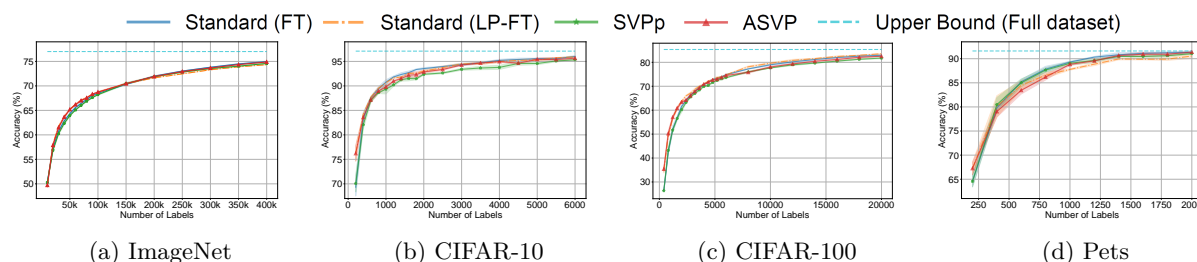 Standard (FT) Standard (LP-FT) SVPp ASVP Upper Bound (Full dataset)
Accuracy (%)
75
70
65
60
55
50
50k 100k 150k 200k 250k 300k 350k 400k
Number of Labels
(a) ImageNet
Accuracy (%)
95
90
85
80
75
70
0 1000 2000 3000 4000 5000 6000
Number of Labels
(b) CIFAR-10
Accuracy (%)
80
70
60
50
40
30
0 5000 10000 15000 20000
Number of Labels
(c) CIFAR-100
Accuracy (%)
90
85
80
75
70
65
250 500 750 1000 1250 1500 1750
Number of Labels
(d) Pets